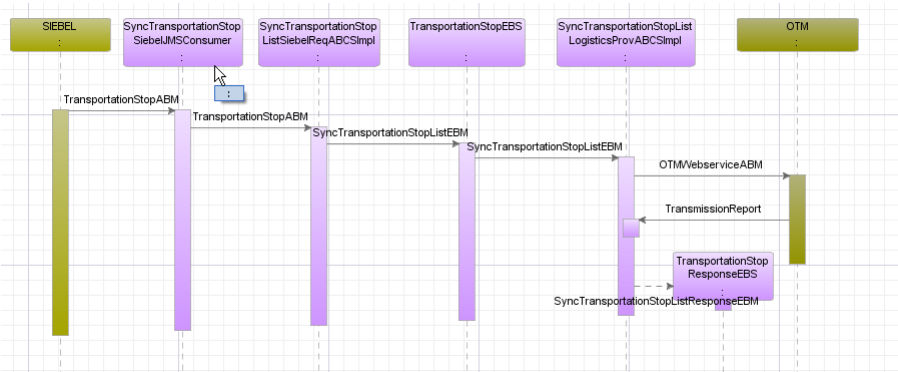 SIEBEL
:
SyncTransportationStop
SiebelJMSConsumer
:
SyncTransportationStop
ListSiebelReqABCSImpl
:
TransportationStopEBS
:
SyncTransportationStopList
LogisticsProvABCSImpl
:
OTM
:
:
TransportationStopABM
TransportationStopABM
SyncTransportationStopListEBM
SyncTransportationStopListEBM
OTMWebserviceABM
TransmissionReport
TransportationStop
ResponseEBS
:
SyncTransportationStopListResponseEBM